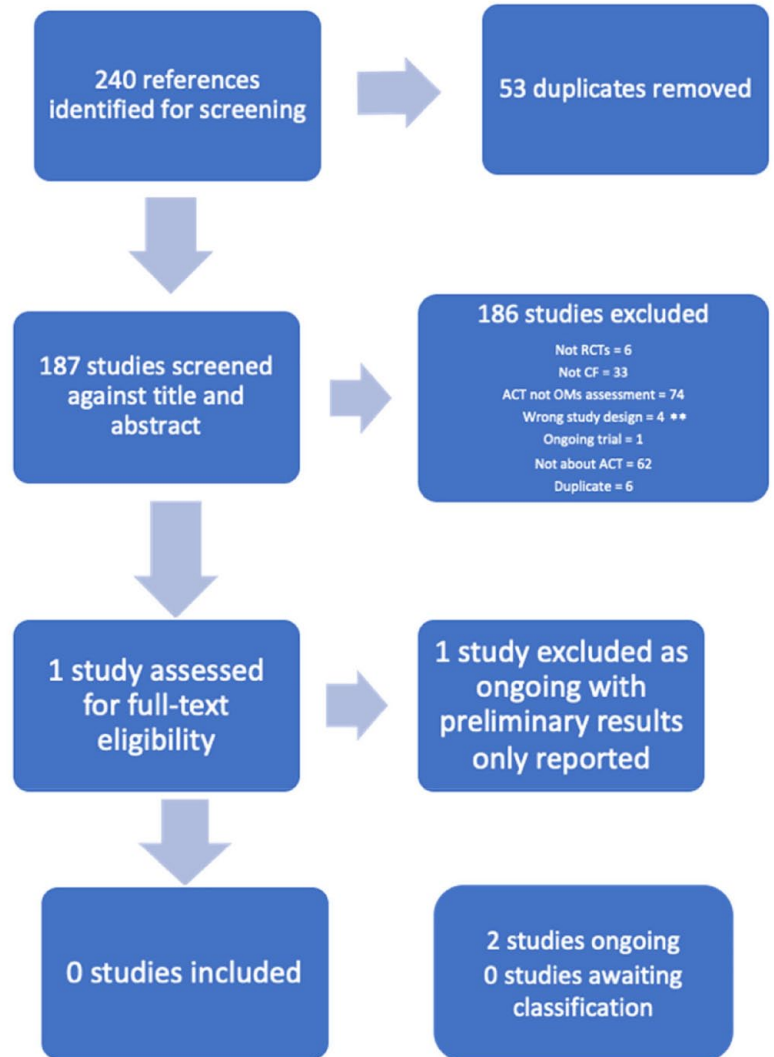 240 references
identified for screening
53 duplicates removed
187 studies screened
against title and
abstract
186 studies excluded
Not RCTs = 6
Not CF = 33
ACT not OMs assessment = 74
Wrong study design = 4 **
Ongoing trial = 1
Not about ACT = 62
Duplicate = 6
1 study assessed
for full-text
eligibility
1 study excluded as
ongoing with
preliminary results
only reported
0 studies included
2 studies ongoing
0 studies awaiting
classification